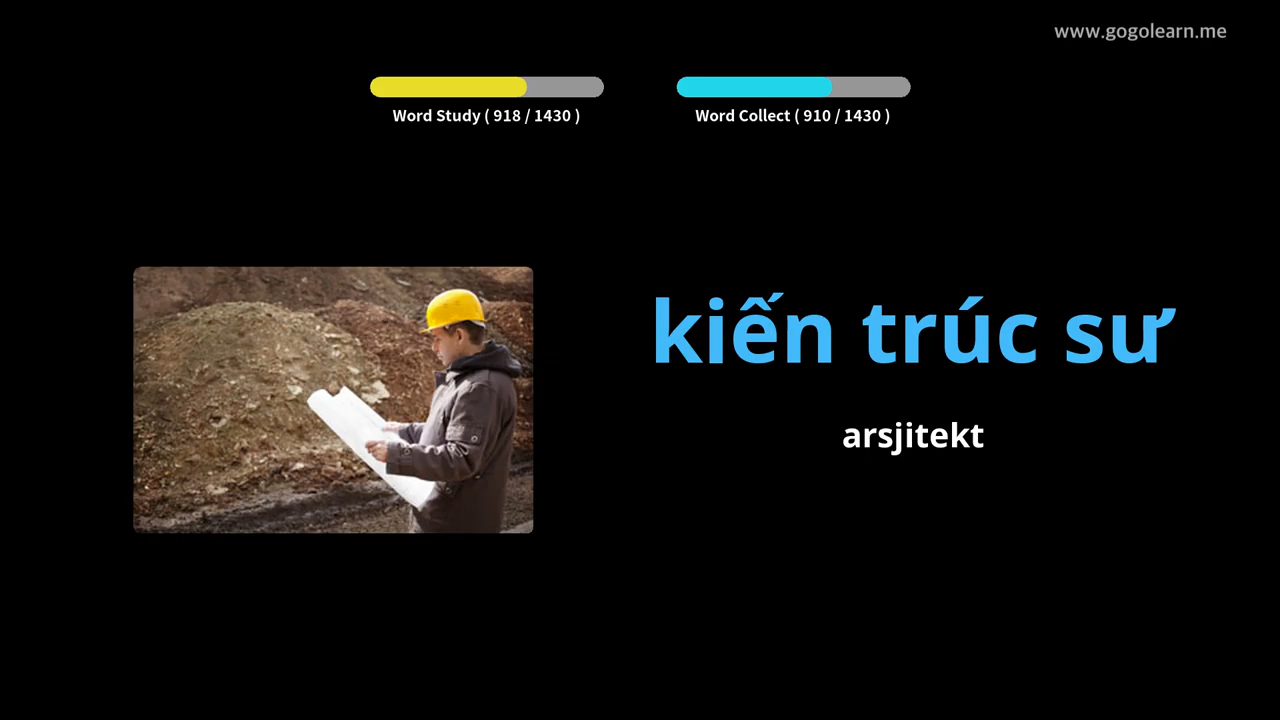 www.gogolearn.me
Word Study ( 918 / 1430 )
Word Collect ( 910 / 1430 )
kiến trúc sư
arsjitekt